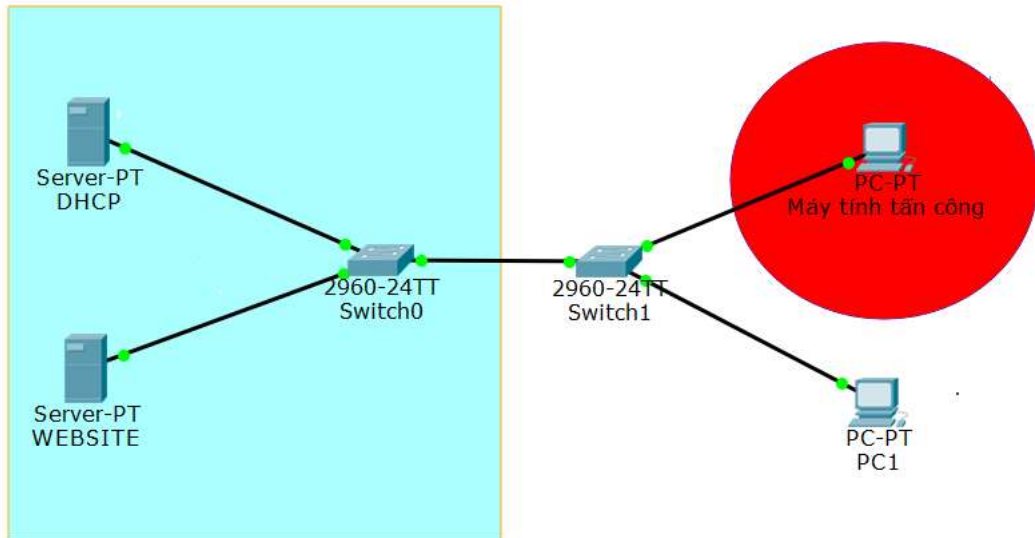 Server-PT
DHCP
Server-PT
WEBSITE
2960-24TT
Switch0
2960-24TT
Switch1
PC-PT
Máy tính tấn công
PC-PT
PC1